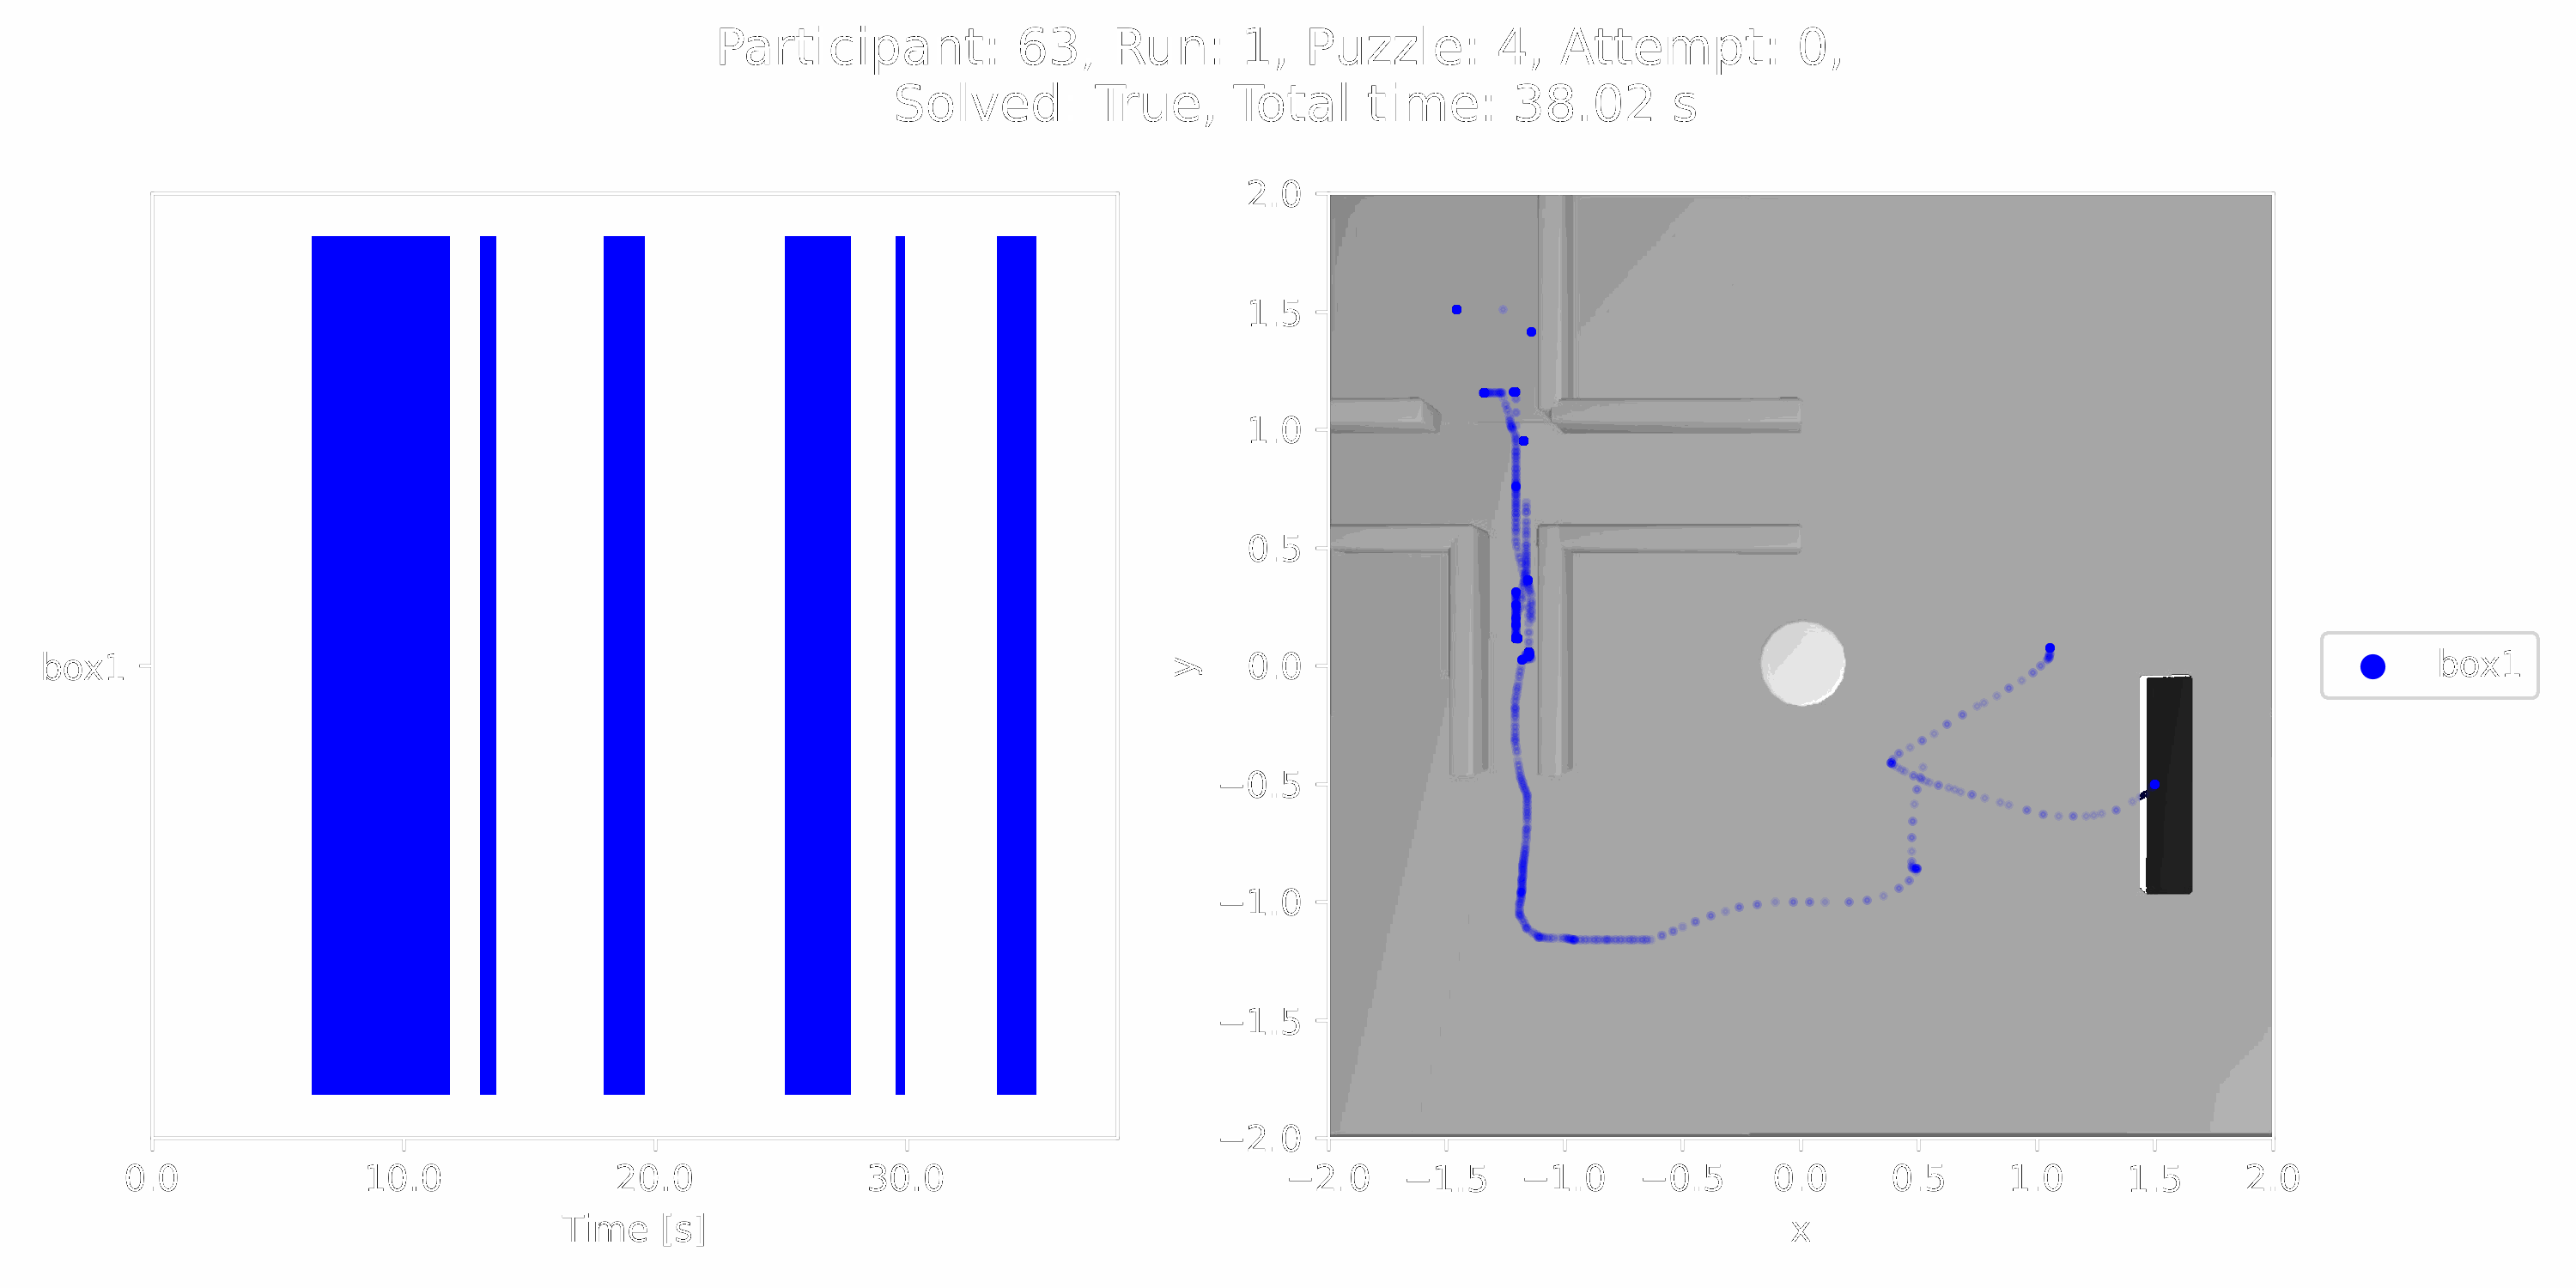 Participant: 63, Run: 1, Puzzle: 4, Attempt: 0,
Solved True, Total time: 38.02 s
box1
0.0 10.0 20.0 30.0
Time [s]
2.0
1.5
1.0
0.5
0.0
−0.5
−1.0
−1.5
−2.0
y
−2.0 −1.5 −1.0 −0.5 0.0 0.5 1.0 1.5 2.0
x
box1